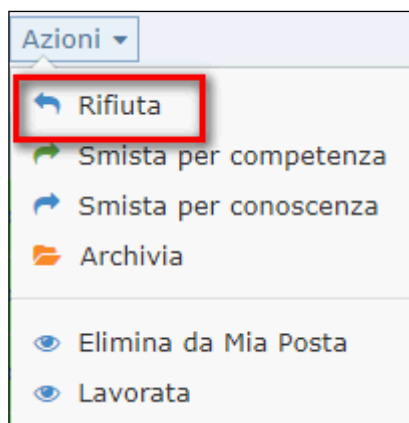 Azioni
Rifiuta
Smista per competenza
Smista per conoscenza
Archivia
Elimina da Mia Posta
Lavorata